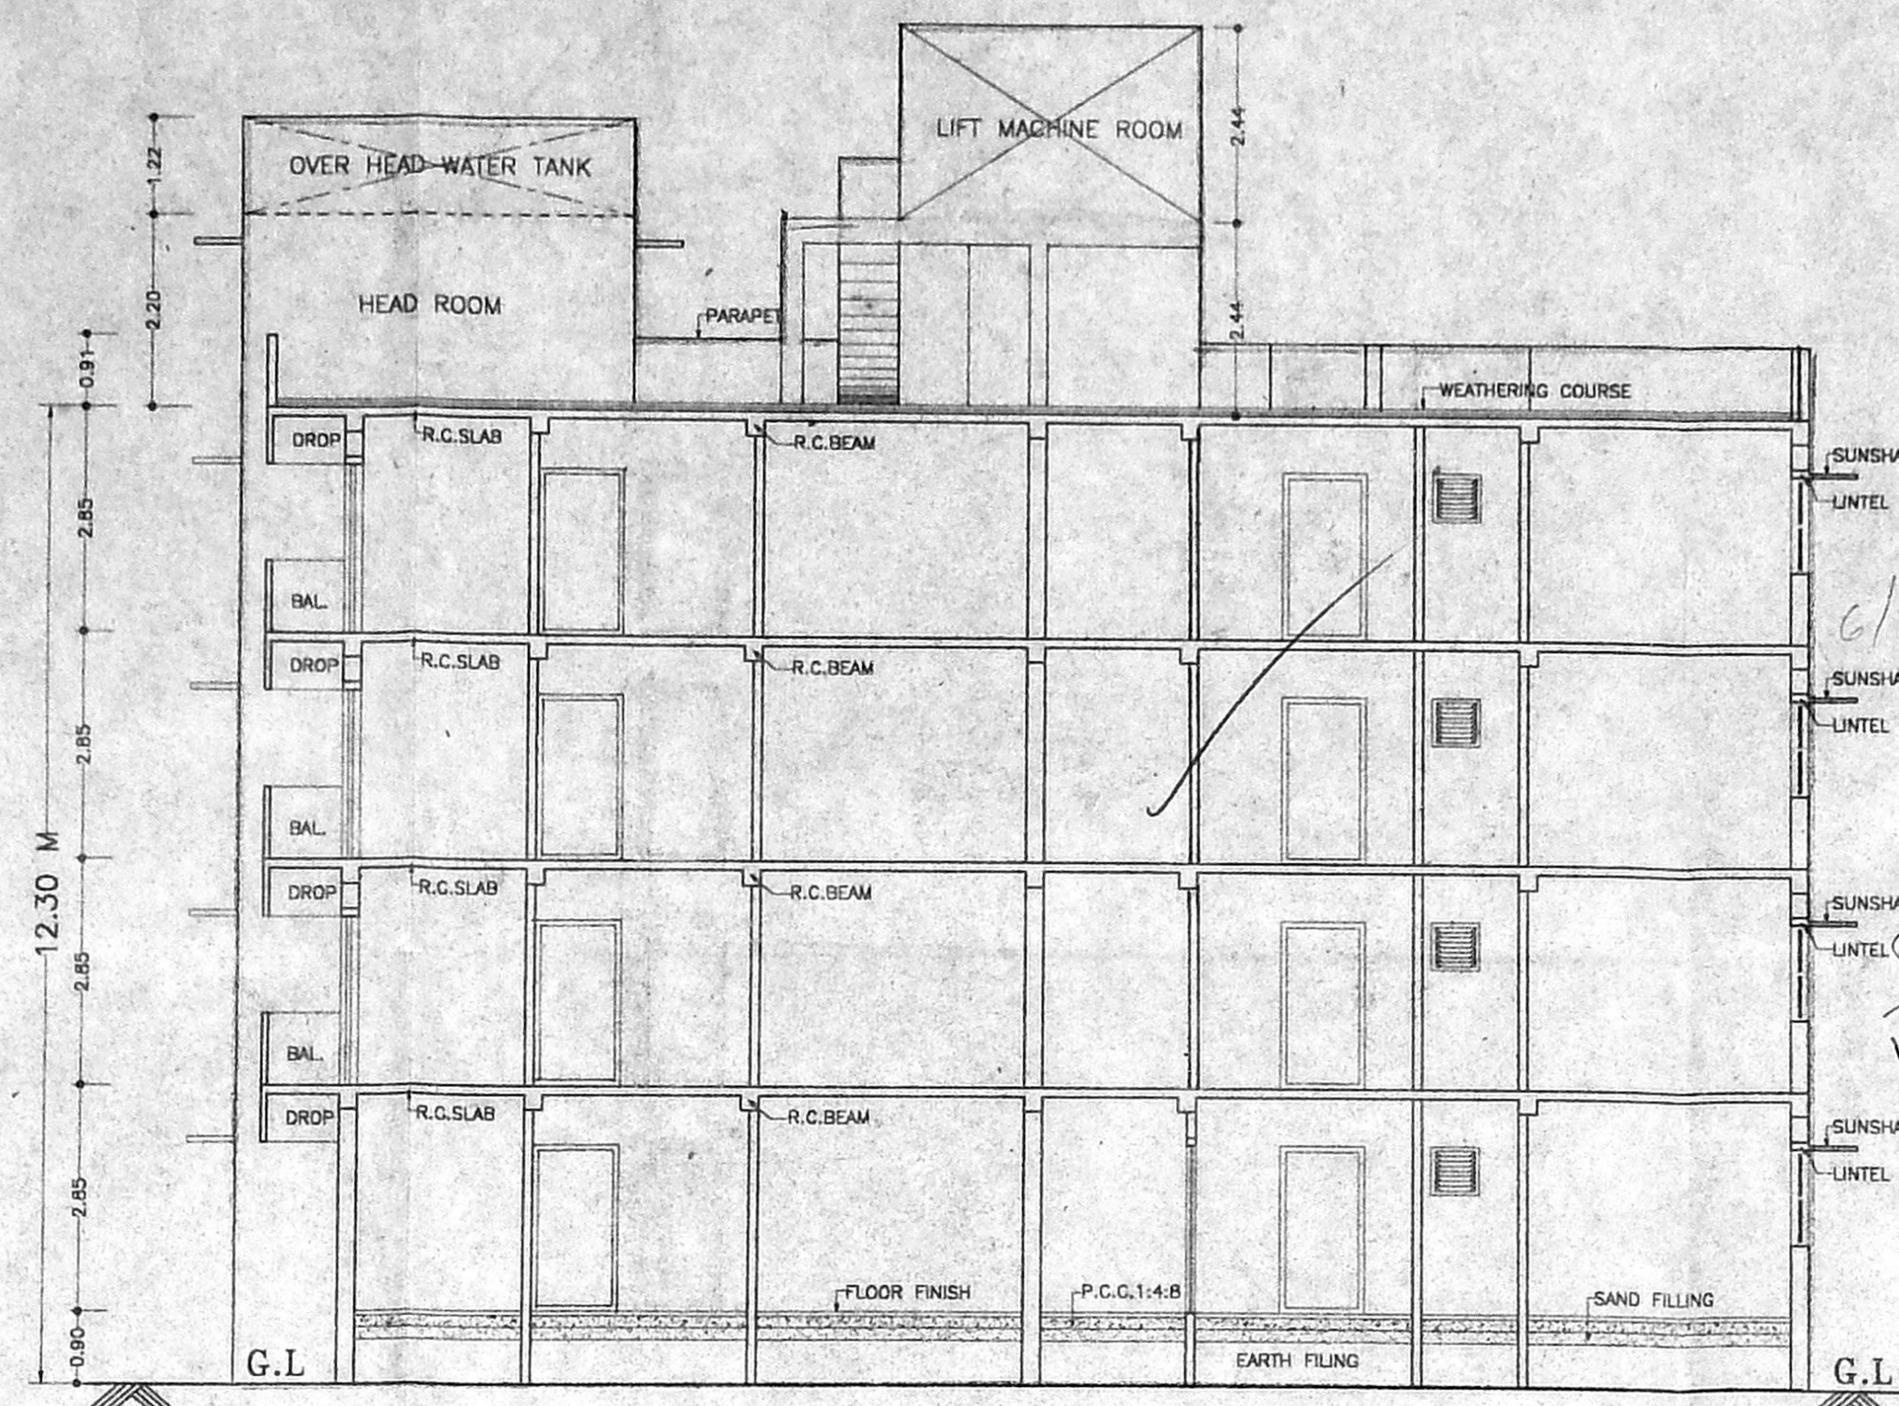 LIFT MACHINE ROOM
2.44
1.22
OVER HEAD WATER TANK
2.20
HEAD ROOM
PARAPET
2.44
0.91
WEATHERING COURSE
DROP
R.C.SLAB
R.C.BEAM
SUNSHA
LINTEL
2.85
BAL.
6/
DROP
R.C.SLAB
R.C.BEAM
SUNSHA
LINTEL
2.85
BAL.
12.30 M
DROP
R.C.SLAB
R.C.BEAM
SUNSHA
LINTEL
2.85
BAL.
DROP
R.C.SLAB
R.C.BEAM
SUNSHA
LINTEL
2.85
FLOOR FINISH
P.C.C.1:4:8
SAND FILLING
0.90
G.L
EARTH FILING
G.L